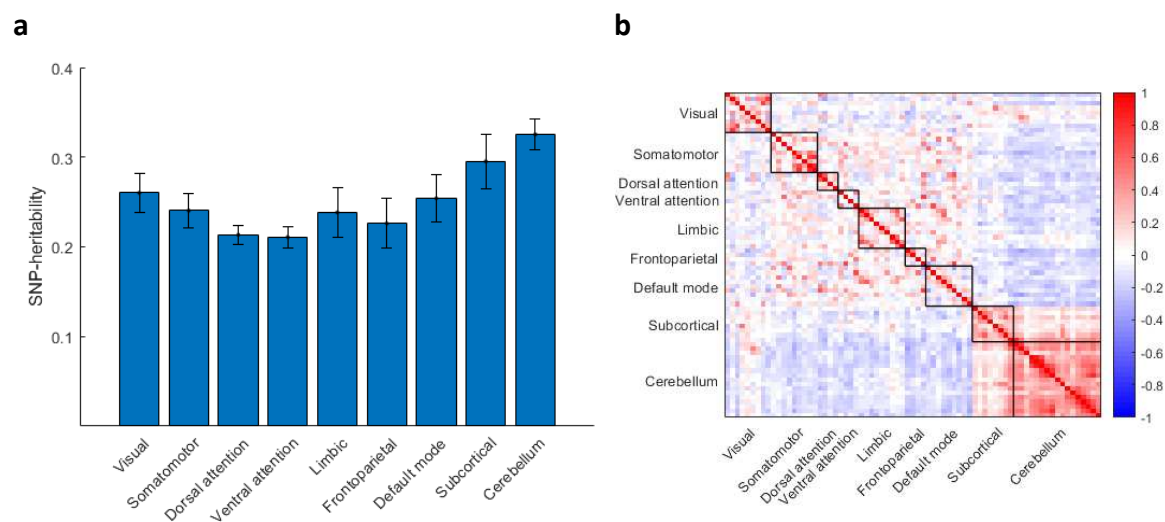 a
SNP-heritability
0.4
0.3
0.2
0.1
Visual
Somatomotor
Dorsal attention
Ventral attention
Limbic
Frontoparietal
Default mode
Subcortical
Cerebellum
b
Visual
Somatomotor
Dorsal attention
Ventral attention
Limbic
Frontoparietal
Default mode
Subcortical
Cerebellum
Visual
Somatomotor
Dorsal attention
Ventral attention
Limbic
Frontoparietal
Default mode
Subcortical
Cerebellum
1
0.8
0.6
0.4
0.2
0
-0.2
-0.4
-0.6
-0.8
-1